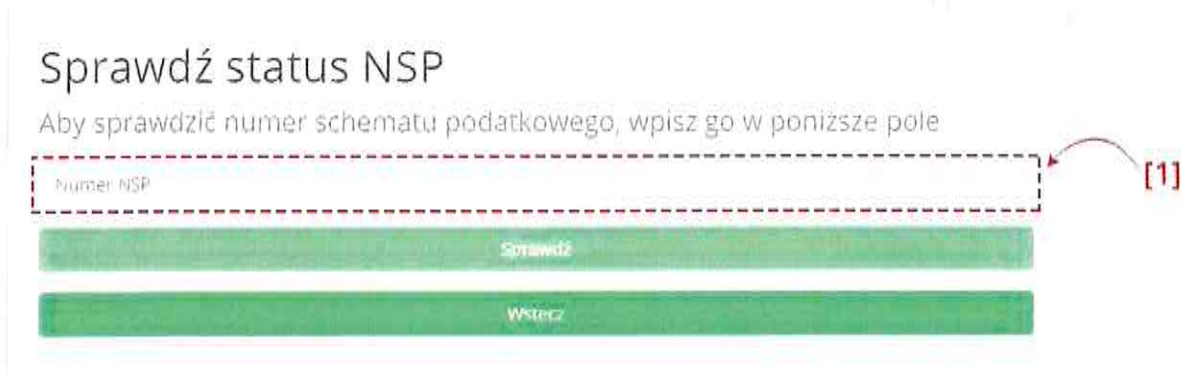 Sprawdź status NSP
Aby sprawdzić numer schematu podatkowego, wpisz go w poniższe pole
Numer NSP
[1]
Sprawdź
Wstecz